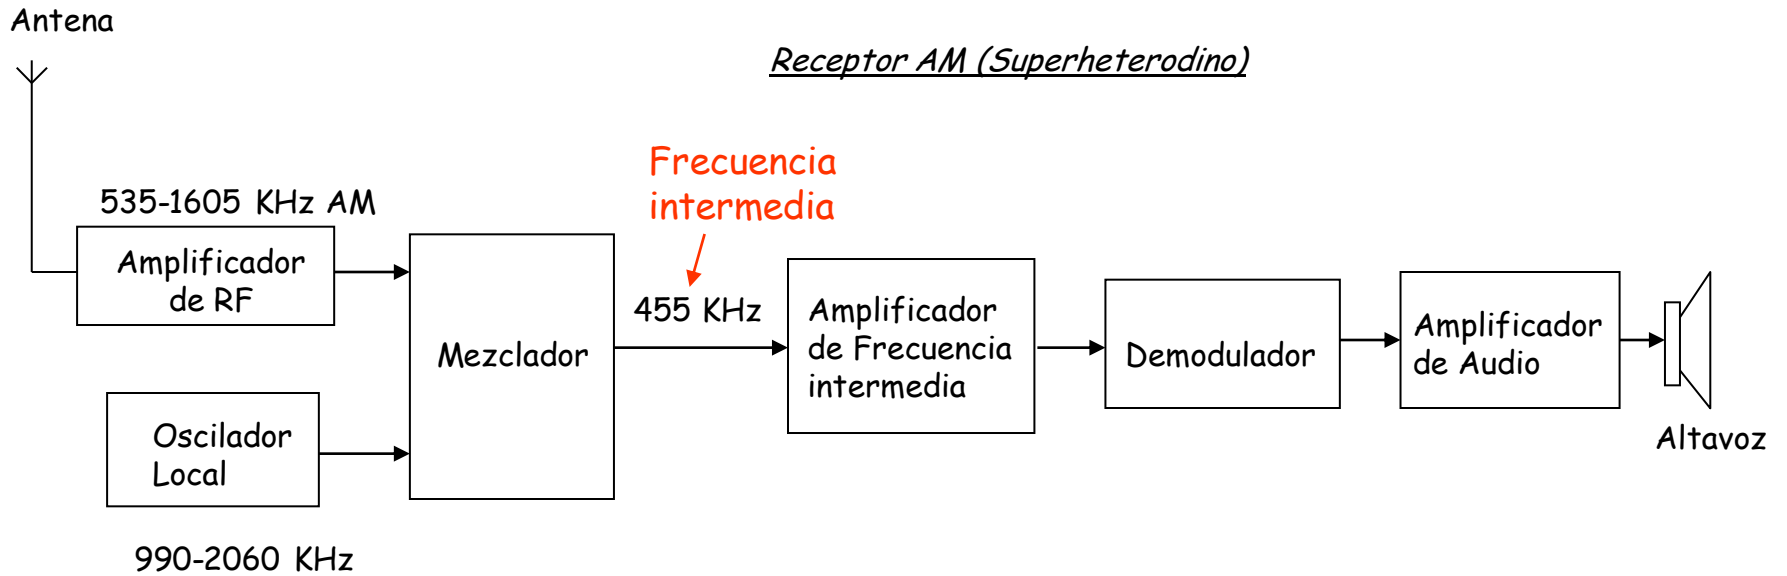 Antena
Receptor AM (Superheterodino)
Frecuencia
intermedia
535-1605 KHz AM
Amplificador
de RF
455 KHz
Mezclador
Amplificador
de Frecuencia
intermedia
Demodulador
Amplificador
de Audio
Oscilador
Local
Altavoz
990-2060 KHz